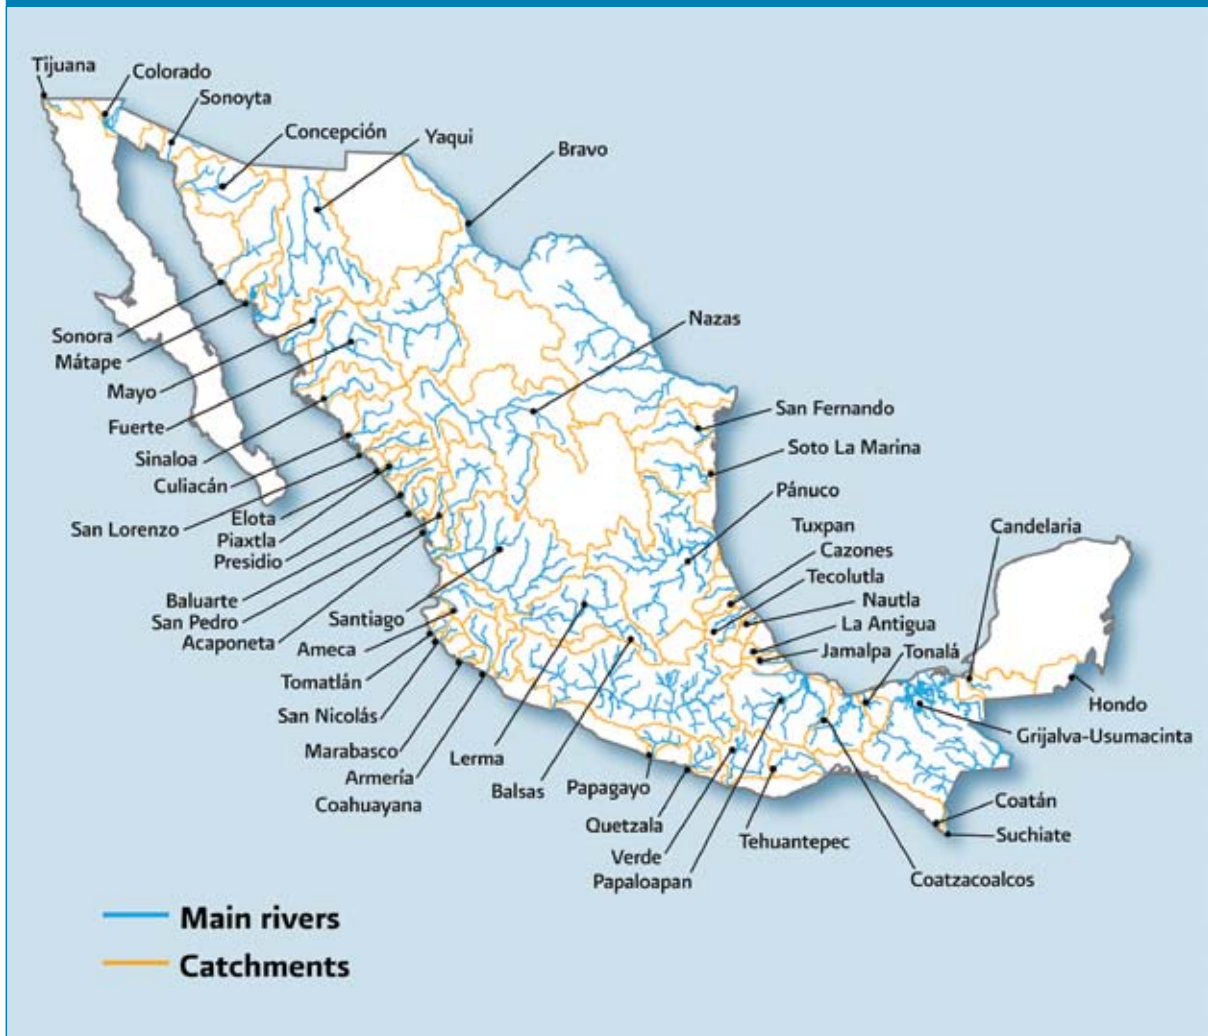 Tijuana
Colorado
Sonoyta
Concepción
Yaqui
Bravo
Sonora
Mátape
Mayo
Fuerte
Sinaloa
Culiacán
San Lorenzo
Elota
Piaxtla
Presidio
Baluarte
San Pedro
Acaponeta
Santiago
Ameca
Tomatlán
San Nicolás
Marabasco
Armería
Coahuayana
Lerma
Balsas
Papagayo
Quetzala
Verde
Papaloapan
Tehuantepec
Coatzacoalcos
Suchiate
Coatán
Grijalva-Usumacinta
Hondo
Nazas
San Fernando
Soto La Marina
Pánuco
Tuxpan
Cazones
Tecolutla
Nautla
La Antigua
Jamalpa
Tonalá
Candelaria
Main rivers
Catchments